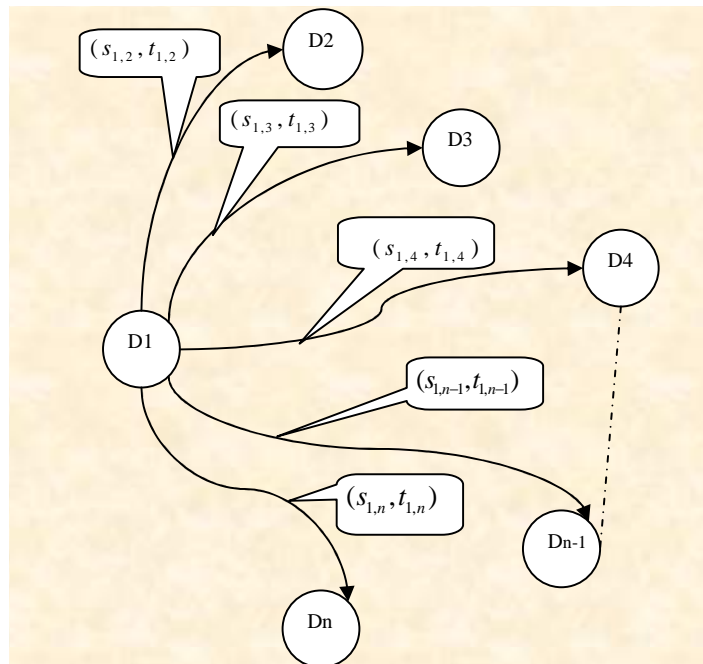 D2
(s₁,₂, t₁,₂)
(s₁,₃, t₁,₃)
D3
(s₁,₄, t₁,₄)
D4
D1
(s₁,ₙ₋₁, t₁,ₙ₋₁)
(s₁,ₙ, t₁,ₙ)
Dn-1
Dn